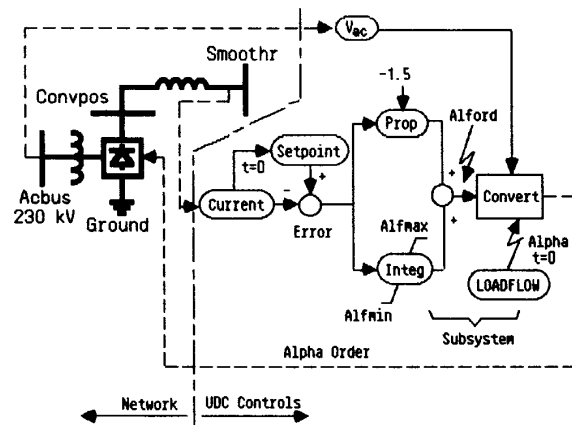 Smoothr
Vac
Convpos
-1.5
Prop
Alford
Setpoint
t=0
+
-
Current
Error
+
+
Convert
Acbus
230 kV
Ground
Alfmax
Integ
Alfmin
Alpha
t=0
LOADFLOW
Subsystem
Alpha Order
Network
UDC Controls